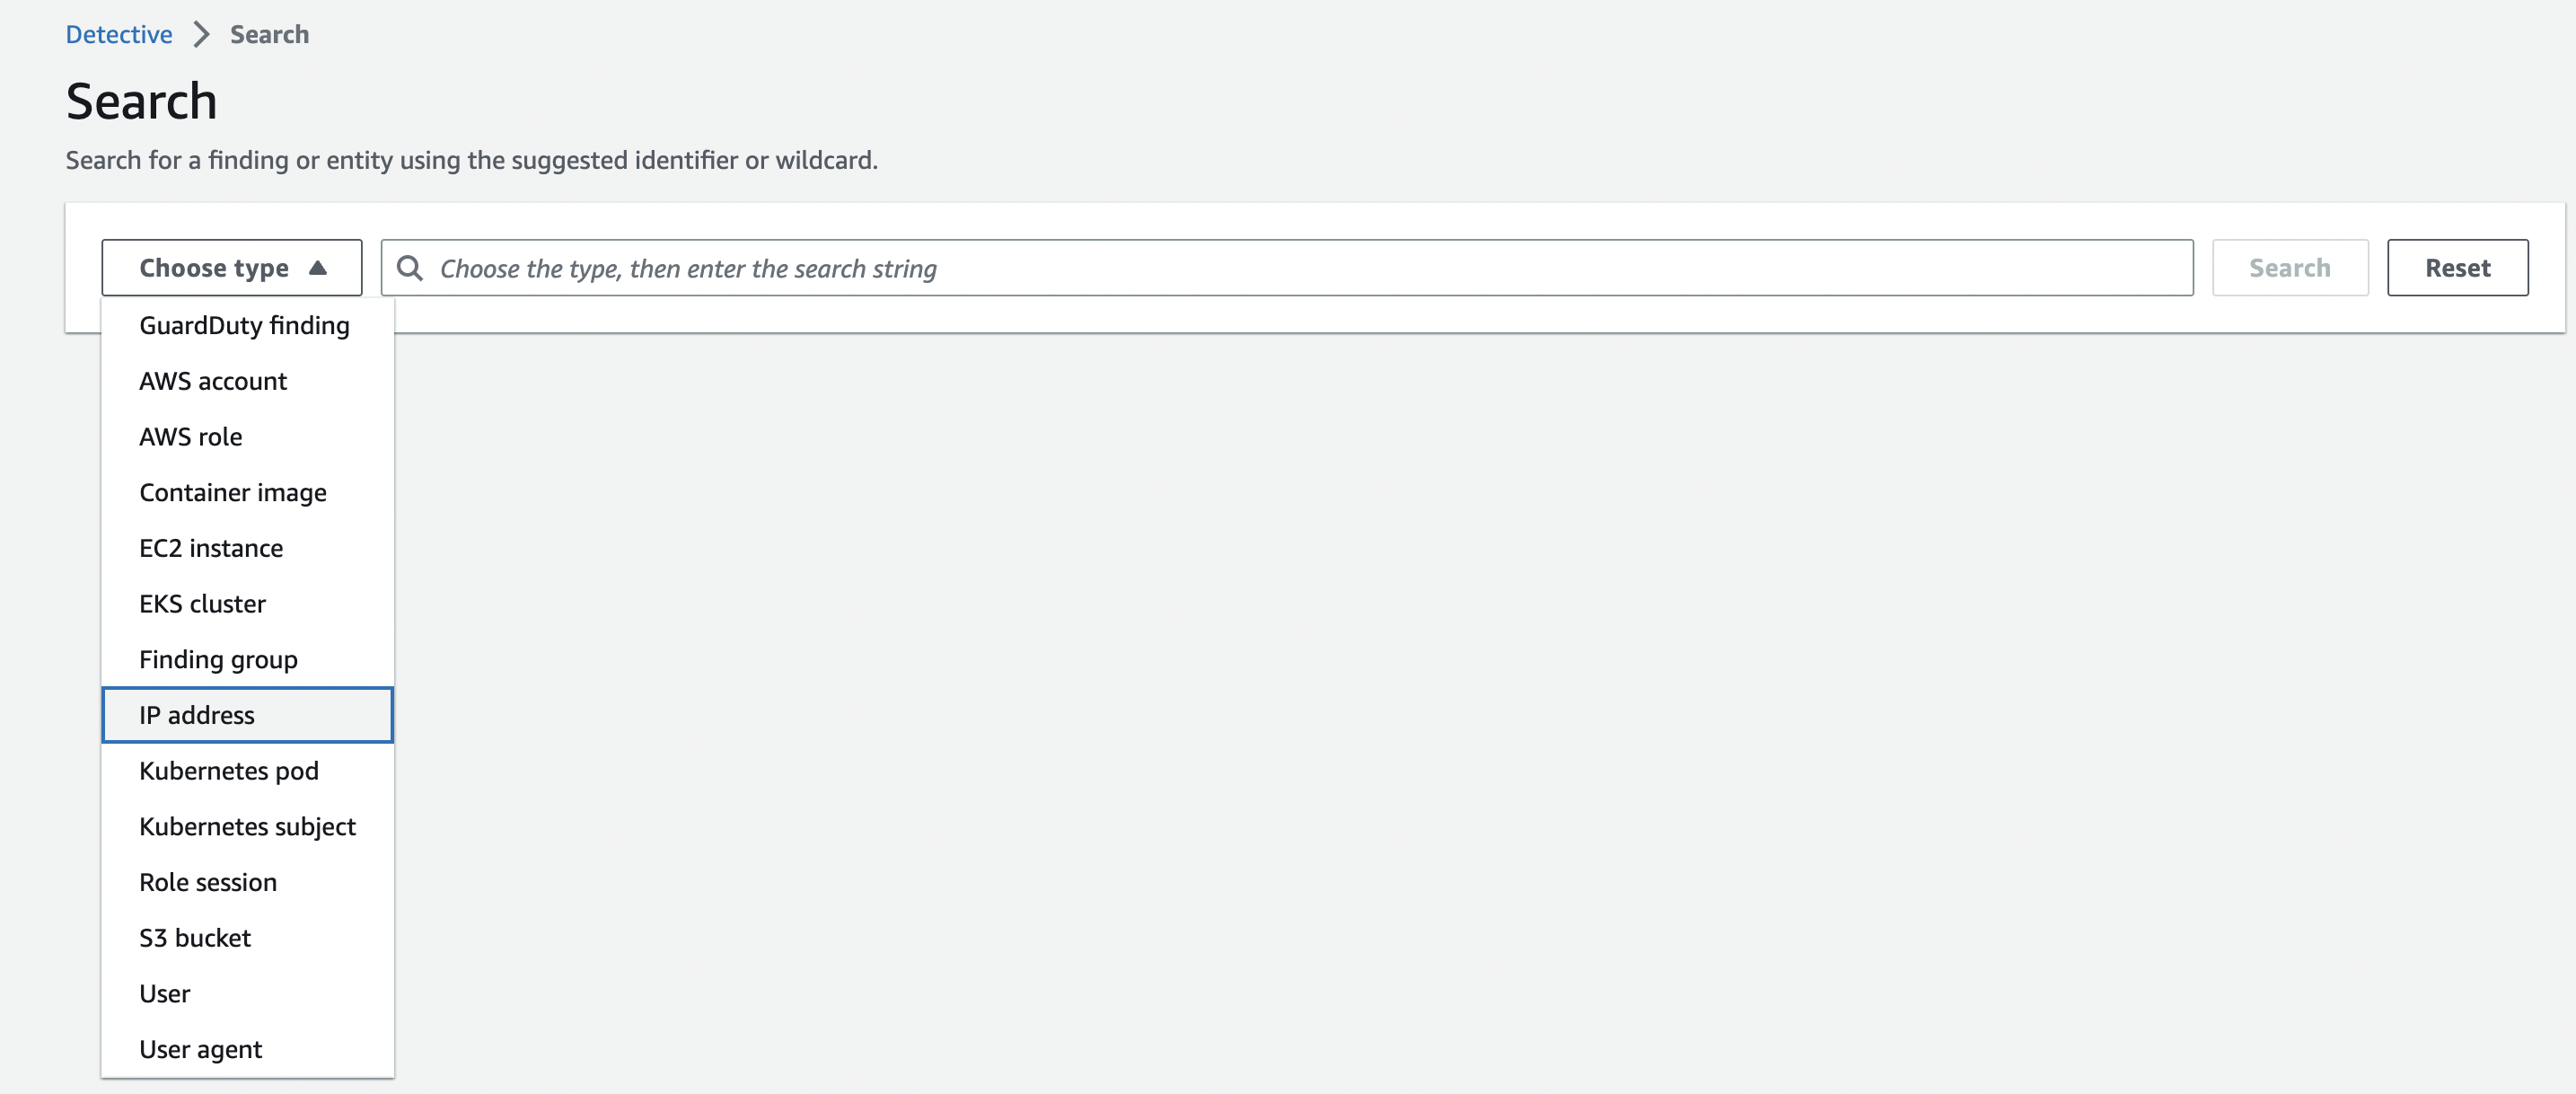 Detective > Search
Search
Search for a finding or entity using the suggested identifier or wildcard.
Choose type Choose the type, then enter the search string Search Reset
GuardDuty finding
AWS account
AWS role
Container image
EC2 instance
EKS cluster
Finding group
IP address
Kubernetes pod
Kubernetes subject
Role session
S3 bucket
User
User agent